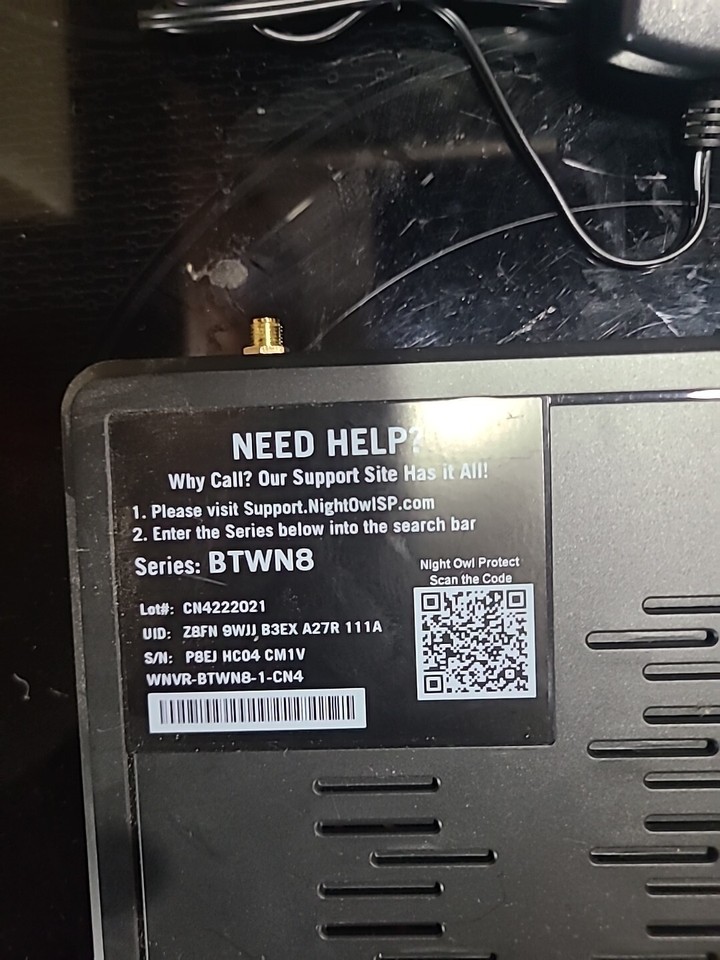 NEED HELP?
Why Call? Our Support Site Has it All!
1. Please visit Support.NightOwlSP.com
2. Enter the Series below into the search bar
Series: BTWN8
Night Owl Protect
Scan the Code
Lot#: CN4222021
UID: Z8FN 9WJJ B3EX A27R 111A
S/N: P8EJ HC04 CM1V
WNVR-BTWN8-1-CN4